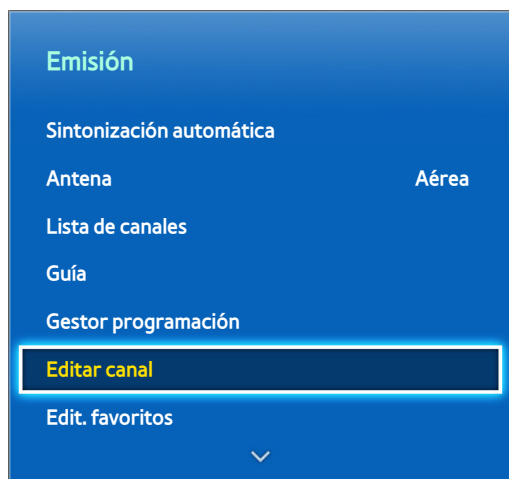 Emisión
Sintonización automática
Antena Aérea
Lista de canales
Guía
Gestor programación
Editar canal
Edit. favoritos